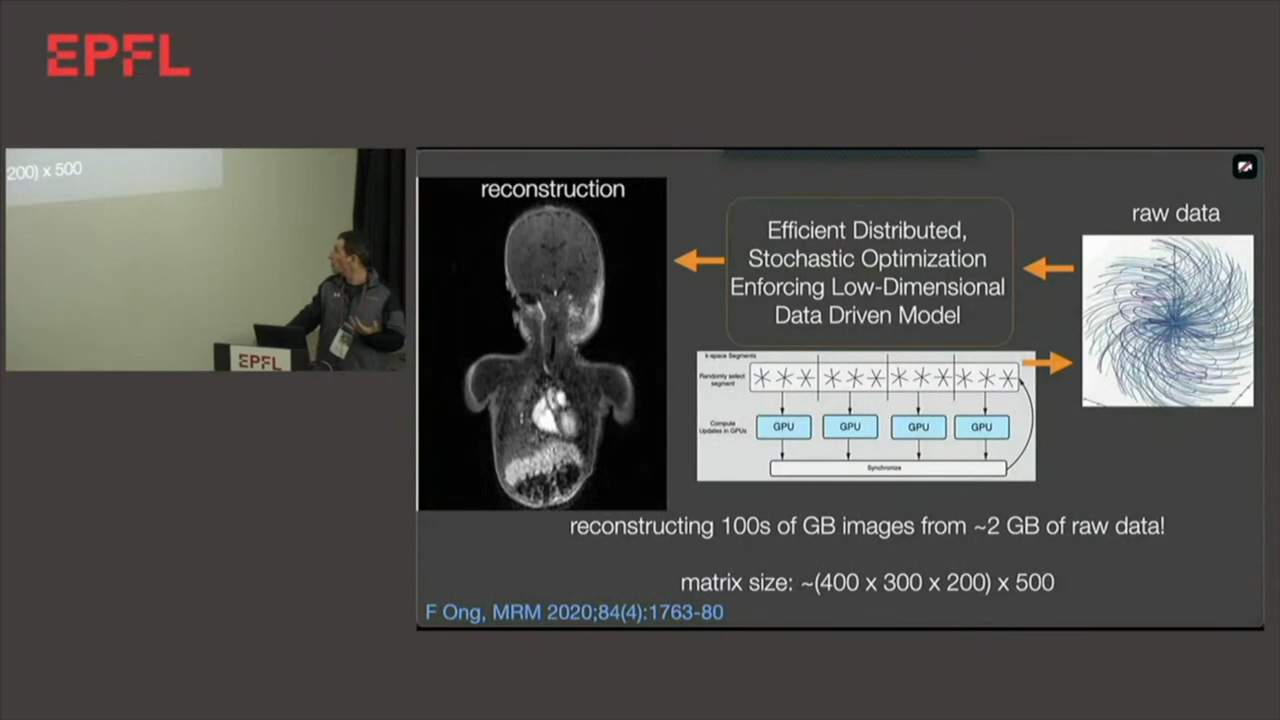 EPFL
200) x 500
EPFL
reconstruction
Efficient Distributed,
Stochastic Optimization
Enforcing Low-Dimensional
Data Driven Model
raw data
k-space Segments
Randomly select
segment
Compute
Updates in GPUs
GPU
GPU
GPU
GPU
Synchronize
reconstructing 100s of GB images from ~2 GB of raw data!
matrix size: ~(400 x 300 x 200) x 500
F Ong, MRM 2020;84(4):1763-80